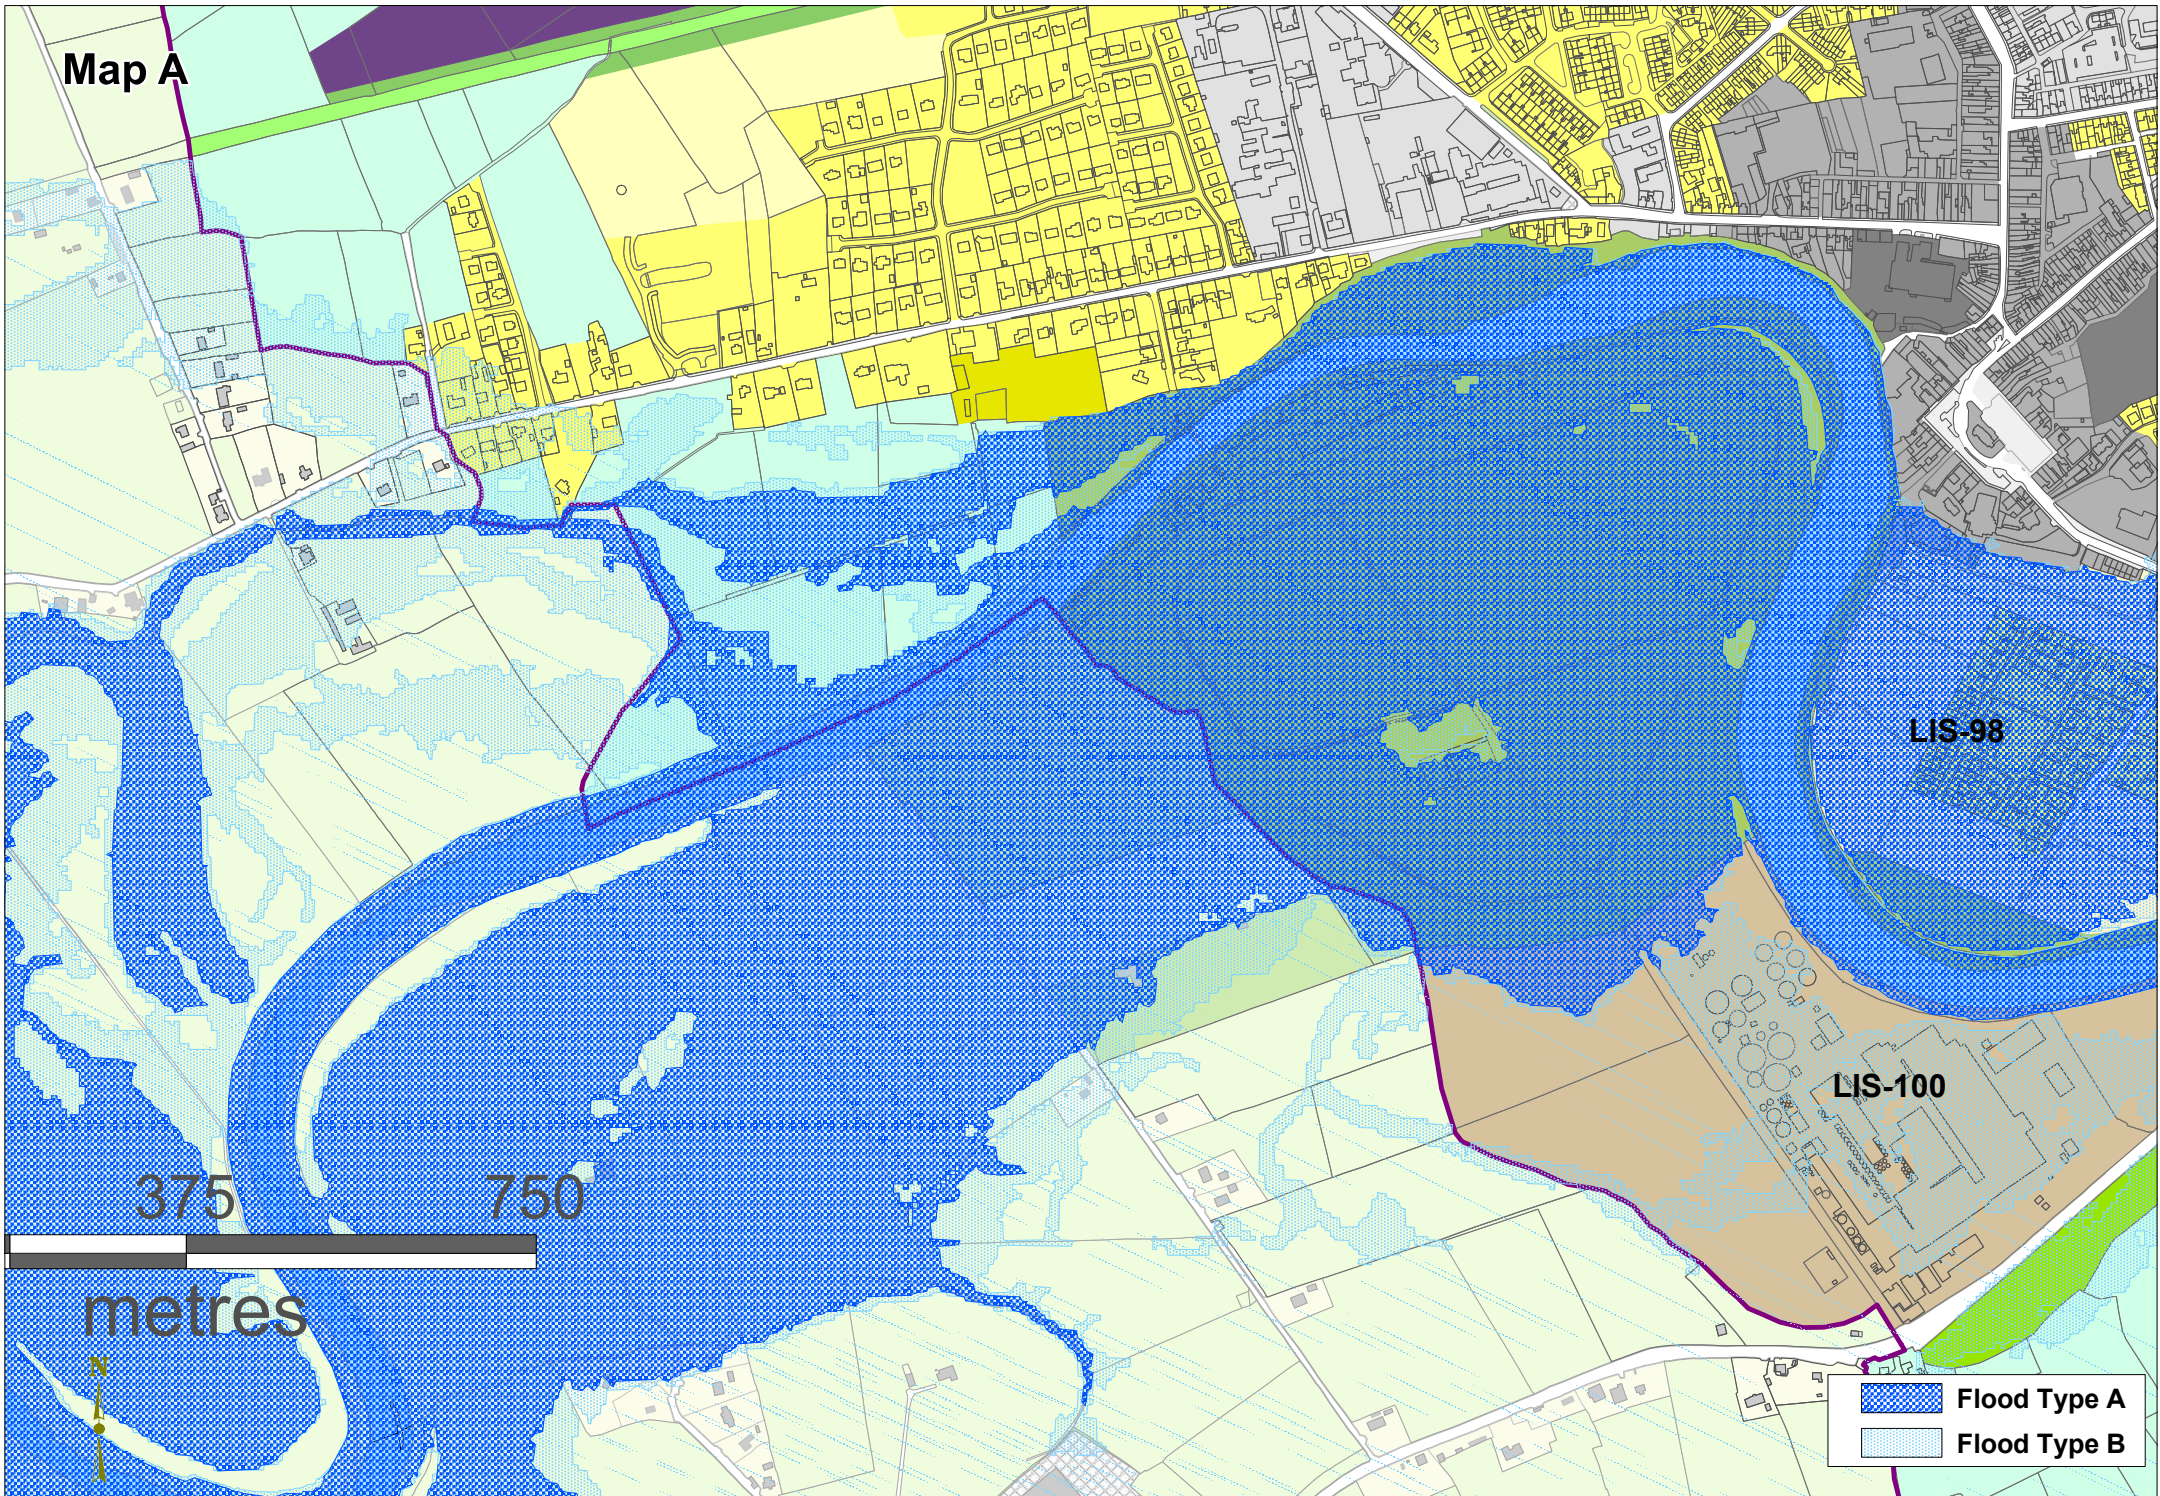 Map A
LIS-98
LIS-100
375 750
metres
N
Flood Type A
Flood Type B